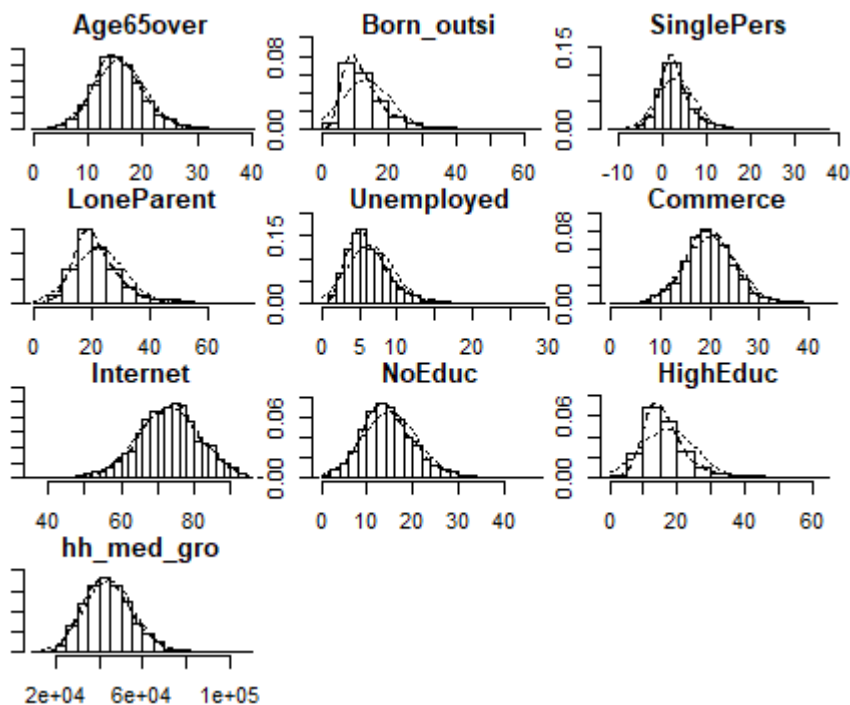 Age65over Born_outsi SinglePers
0.00 0.08 0.00 0.15
0 10 20 30 40 0 20 40 60 -10 0 10 20 30 40
LoneParent Unemployed Commerce
0.00 0.15 0.00 0.08
0 20 40 60 0 5 10 20 30 0 10 20 30 40
Internet NoEduc HighEduc
0.00 0.06 0.00 0.06
40 60 80 0 10 20 30 40 0 20 40 60
hh_med_gro
2e+04 6e+04 1e+05